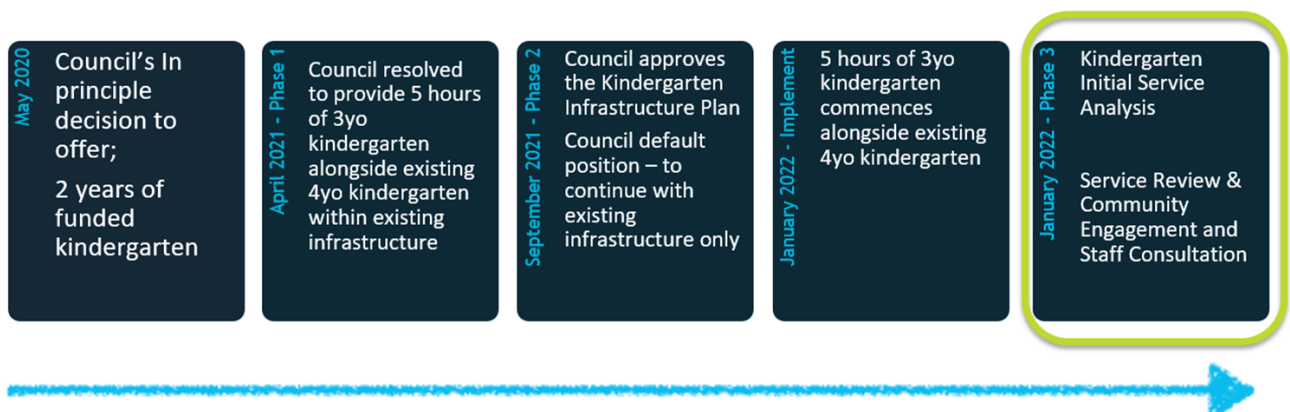 May 2020
Council's In
principle
decision to
offer;
2 years of
funded
kindergarten
April 2021 - Phase 1
Council resolved
to provide 5 hours
of 3yo
kindergarten
alongside existing
4yo kindergarten
within existing
infrastructure
September 2021 - Phase 2
Council approves
the Kindergarten
Infrastructure Plan
Council default
position – to
continue with
existing
infrastructure only
January 2022 - Implement
5 hours of 3yo
kindergarten
commences
alongside existing
4yo kindergarten
January 2022 - Phase 3
Kindergarten
Initial Service
Analysis
Service Review &
Community
Engagement and
Staff Consultation